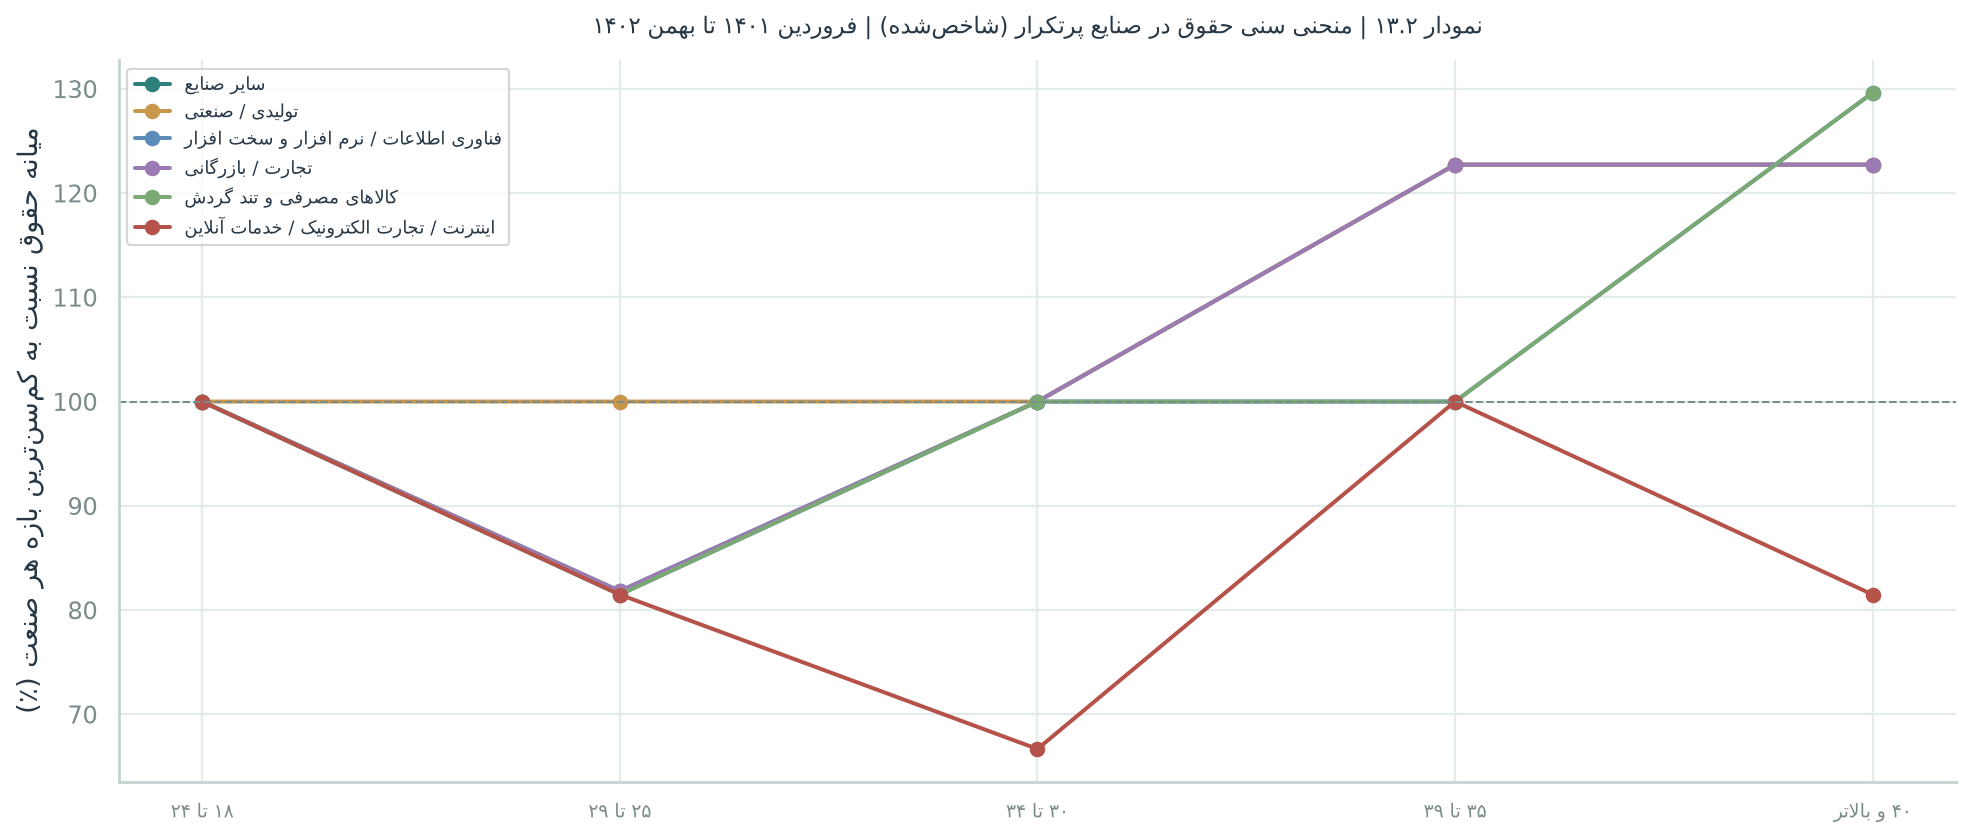 نمودار ۱۳.۲ | منحنی سنی حقوق در صنایع پرتکرار (شاخص‌شده) | فروردین ۱۴۰۱ تا بهمن ۱۴۰۲
میانه حقوق نسبت به کم‌سن‌ترین بازه هر صنعت (٪)
سایر صنایع
تولیدی / صنعتی
فناوری اطلاعات / نرم افزار و سخت افزار
تجارت / بازرگانی
کالاهای مصرفی و تند گردش
اینترنت / تجارت الکترونیک / خدمات آنلاین
130
120
110
100
90
80
70
۱۸ تا ۲۴
۲۵ تا ۲۹
۳۰ تا ۳۴
۳۵ تا ۳۹
۴۰ و بالاتر